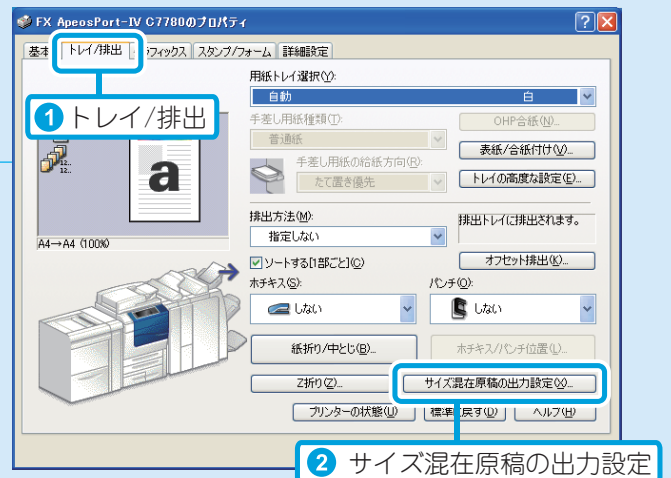 FX ApeosPort-IV C7780のプロパティ
基本 トレイ/排出 グラフィックス スタンプ/フォーム 詳細設定
1 トレイ/排出
12..
12..
a
A4→A4 (100%)
用紙トレイ選択(Y):
自動 白
手差し用紙種類(T):
普通紙
OHP合紙(N)...
表紙/合紙付け(V)...
手差し用紙の給紙方向(R):
たて置き優先
トレイの高度な設定(E)...
排出方法(M):
指定しない
排出トレイに排出されます。
ソートする[1部ごと](C)
オフセット排出(K)...
ホチキス(S):
しない
パンチ(O):
しない
紙折り/中とじ(B)...
ホチキス/パンチ位置(L)...
Z折り(Z)...
サイズ混在原稿の出力設定(X)...
プリンターの状態(U)
標準に戻す(D)
ヘルプ(H)
2 サイズ混在原稿の出力設定